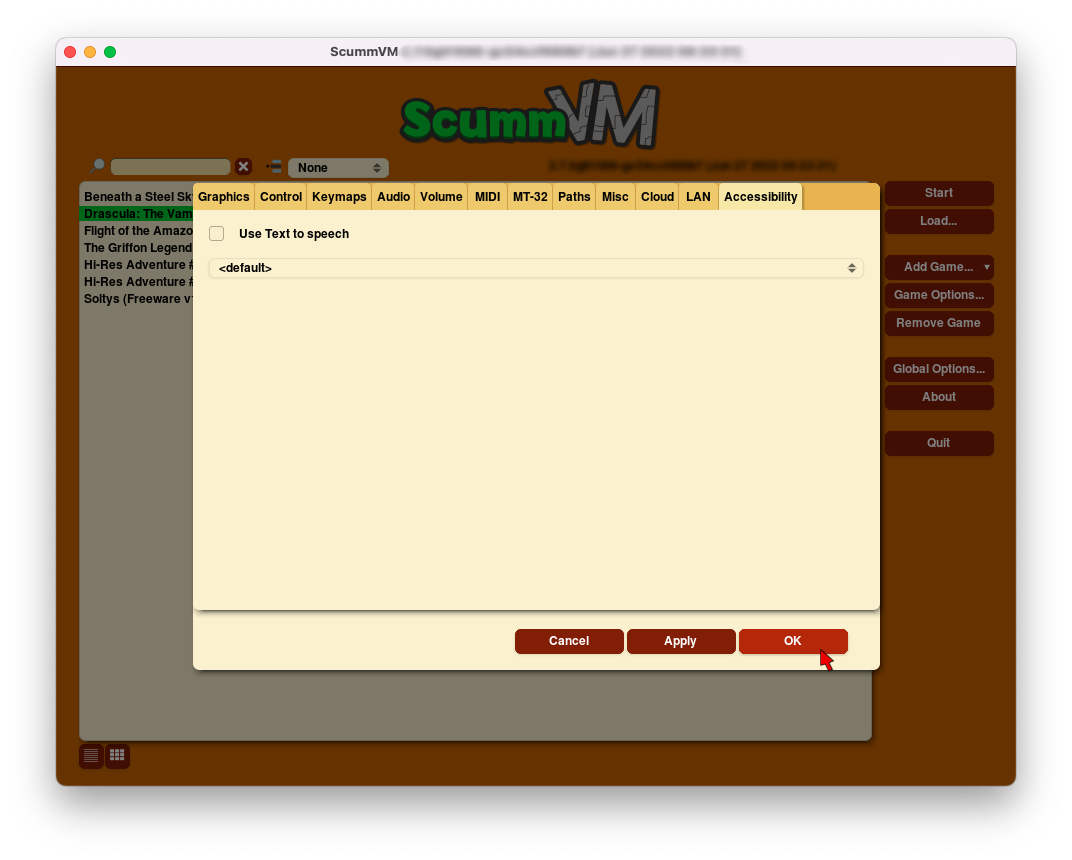 ScummVM
ScummVM
None
Beneath a Steel Sk
Drascula: The Vam
Flight of the Amazo
The Griffon Legend
Hi-Res Adventure #
Hi-Res Adventure #
Soltys (Freeware v
Graphics Control Keymaps Audio Volume MIDI MT-32 Paths Misc Cloud LAN Accessibility
Use Text to speech
<default>
Cancel Apply OK
Start
Load...
Add Game...
Game Options...
Remove Game
Global Options...
About
Quit